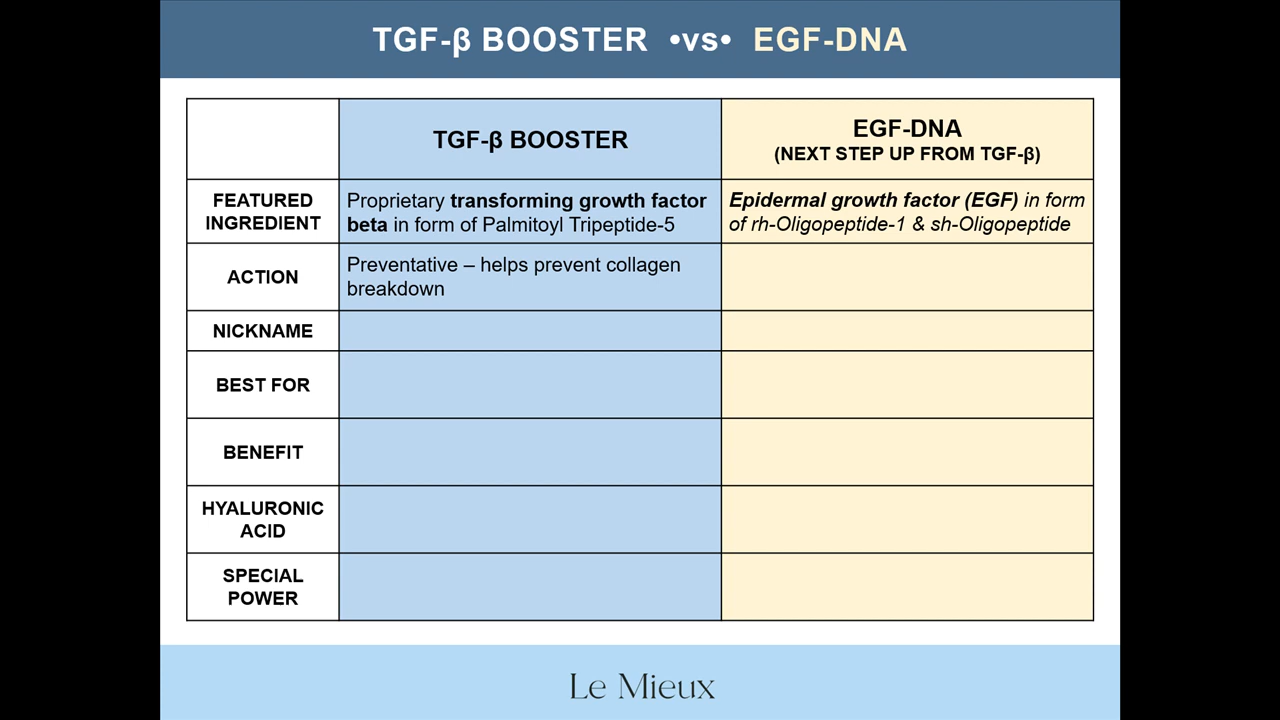 TGF-β BOOSTER •vs• EGF-DNA
TGF-β BOOSTER
EGF-DNA
(NEXT STEP UP FROM TGF-β)
FEATURED
INGREDIENT
Proprietary transforming growth factor
beta in form of Palmitoyl Tripeptide-5
Epidermal growth factor (EGF) in form
of rh-Oligopeptide-1 & sh-Oligopeptide
ACTION
Preventative – helps prevent collagen
breakdown
NICKNAME
BEST FOR
BENEFIT
HYALURONIC
ACID
SPECIAL
POWER
Le Mieux